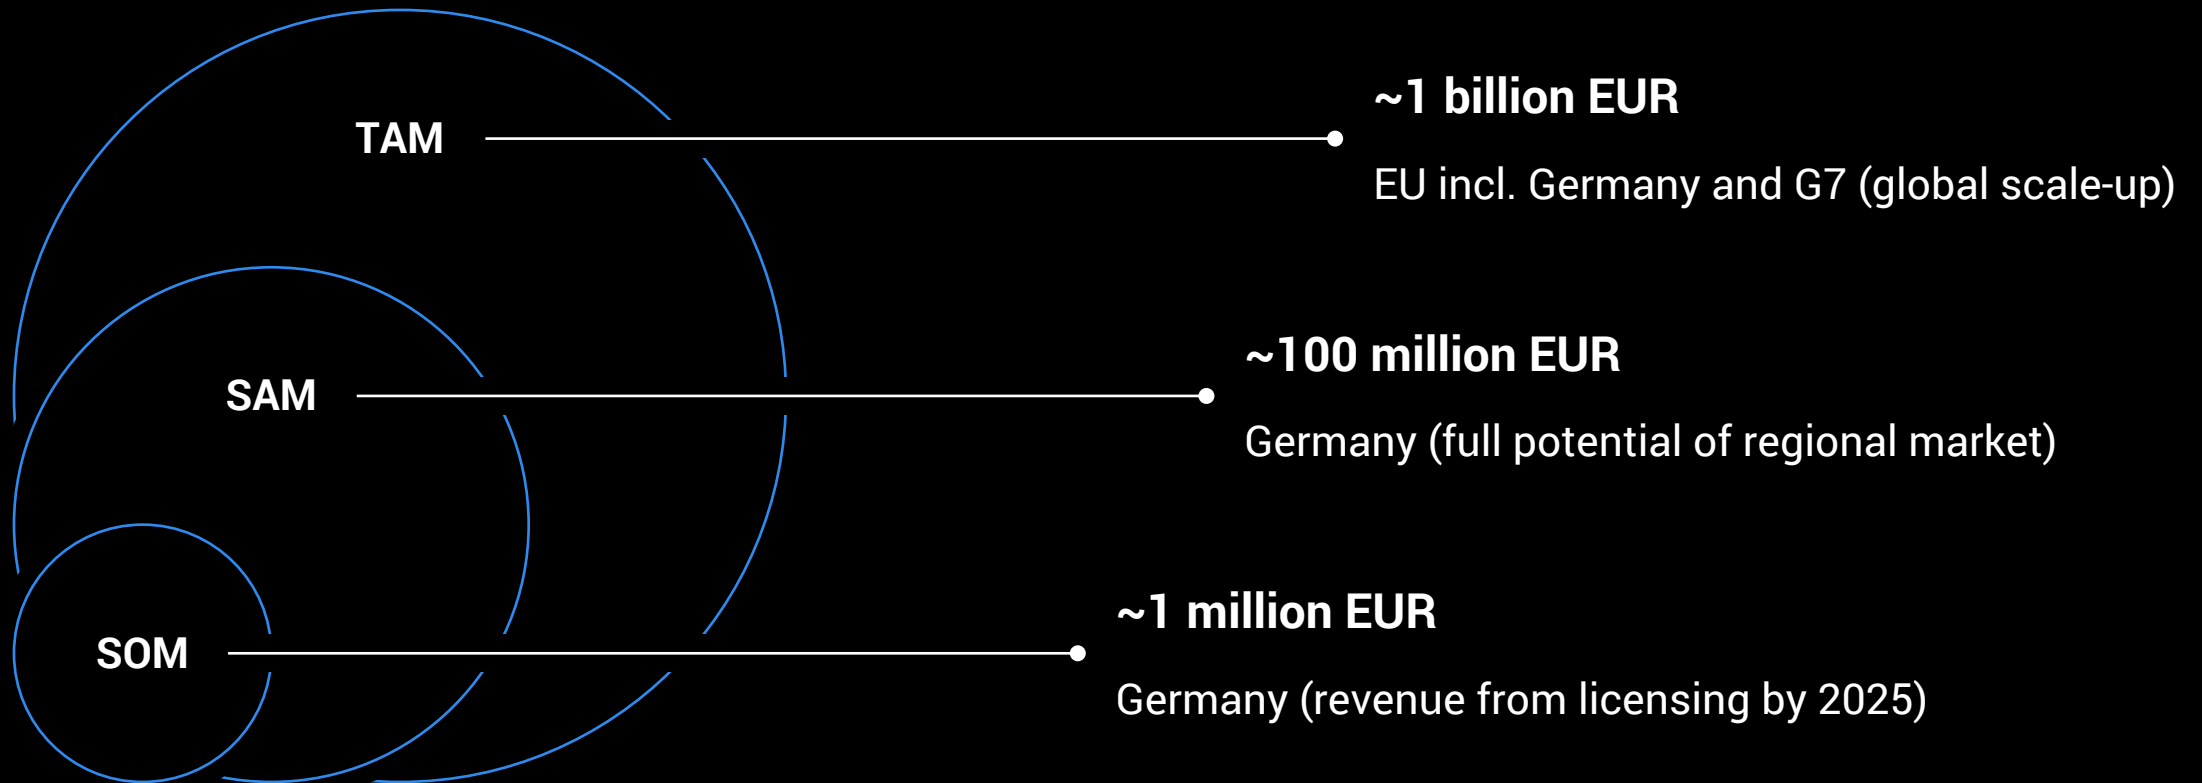 TAM
~1 billion EUR
EU incl. Germany and G7 (global scale-up)
SAM
~100 million EUR
Germany (full potential of regional market)
SOM
~1 million EUR
Germany (revenue from licensing by 2025)